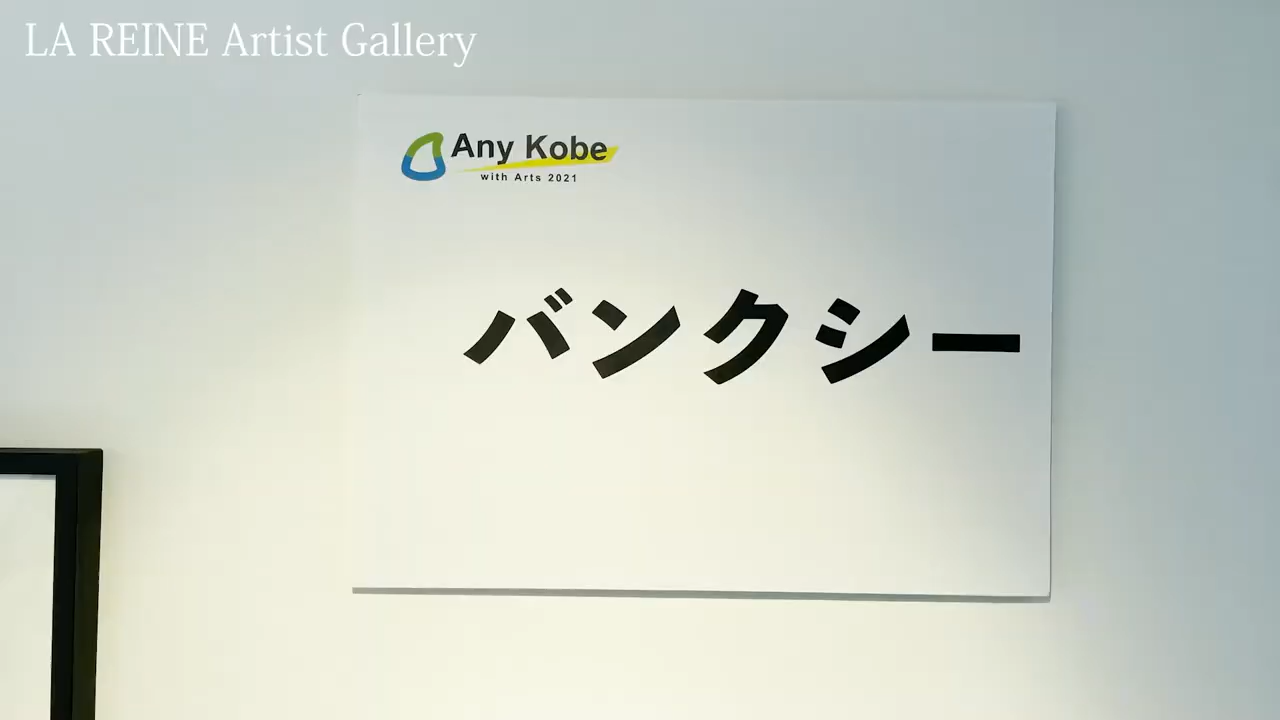 LA REINE Artist Gallery
Any Kobe
with Arts 2021
バンクシー